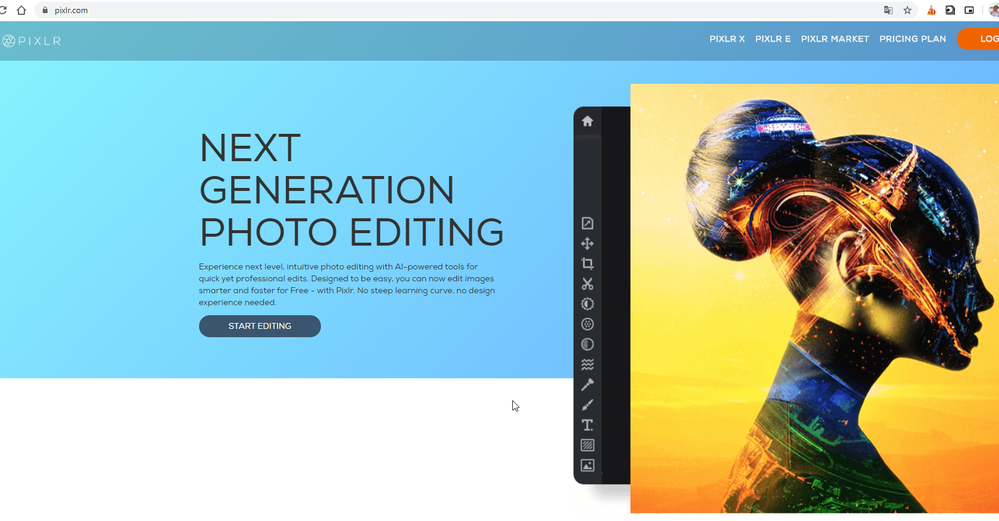 pixlr.com
PIXLR
PIXLR X PIXLR E PIXLR MARKET PRICING PLAN LOG
NEXT
GENERATION
PHOTO EDITING
Experience next level, intuitive photo editing with AI-powered tools for
quick yet professional edits. Designed to be easy, you can now edit images
smarter and faster for Free - with Pixlr. No steep learning curve, no design
experience needed.
START EDITING